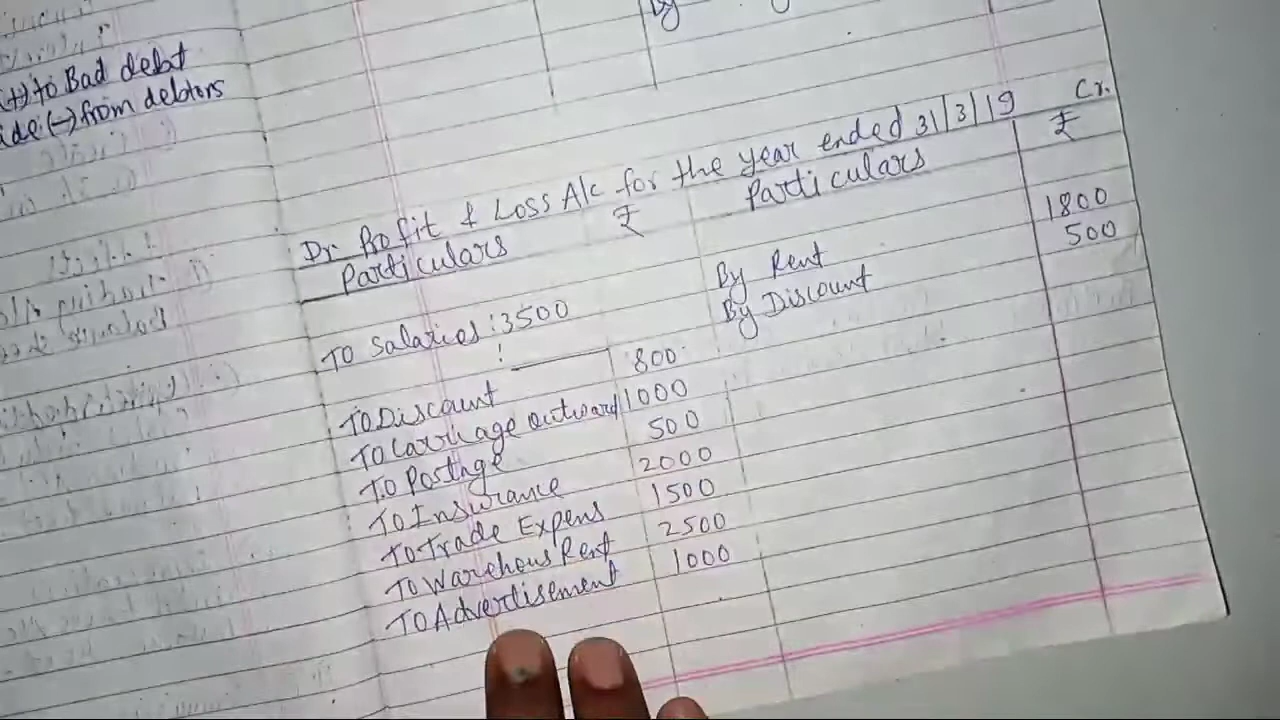 (+) to Bad debt
ide (-) from debtors
By
Dr Profit & Loss A/c for the year ended 31/3/19 Cr.
Particulars ₹ Particulars ₹
TO Salaries : 3500 By Rent 1800
By Discount 500
TO Discount 800
TO Carriage outward 1000
TO Postage 500
TO Insurance 2000
TO Trade Expens 1500
TO Warehous Rent 2500
TO Advertisement 1000